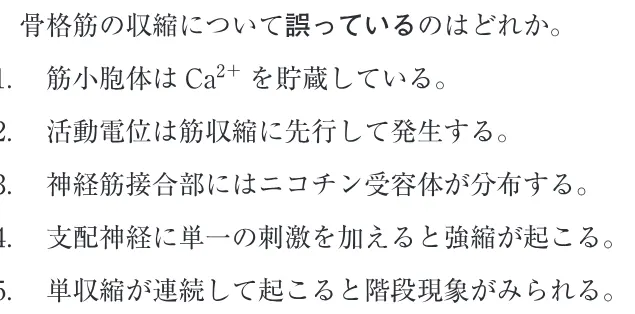 骨格筋の収縮について誤っているのはどれか。
1. 筋小胞体は Ca²⁺ を貯蔵している。
2. 活動電位は筋収縮に先行して発生する。
3. 神経筋接合部にはニコチン受容体が分布する。
4. 支配神経に単一の刺激を加えると強縮が起こる。
5. 単収縮が連続して起こると階段現象がみられる。